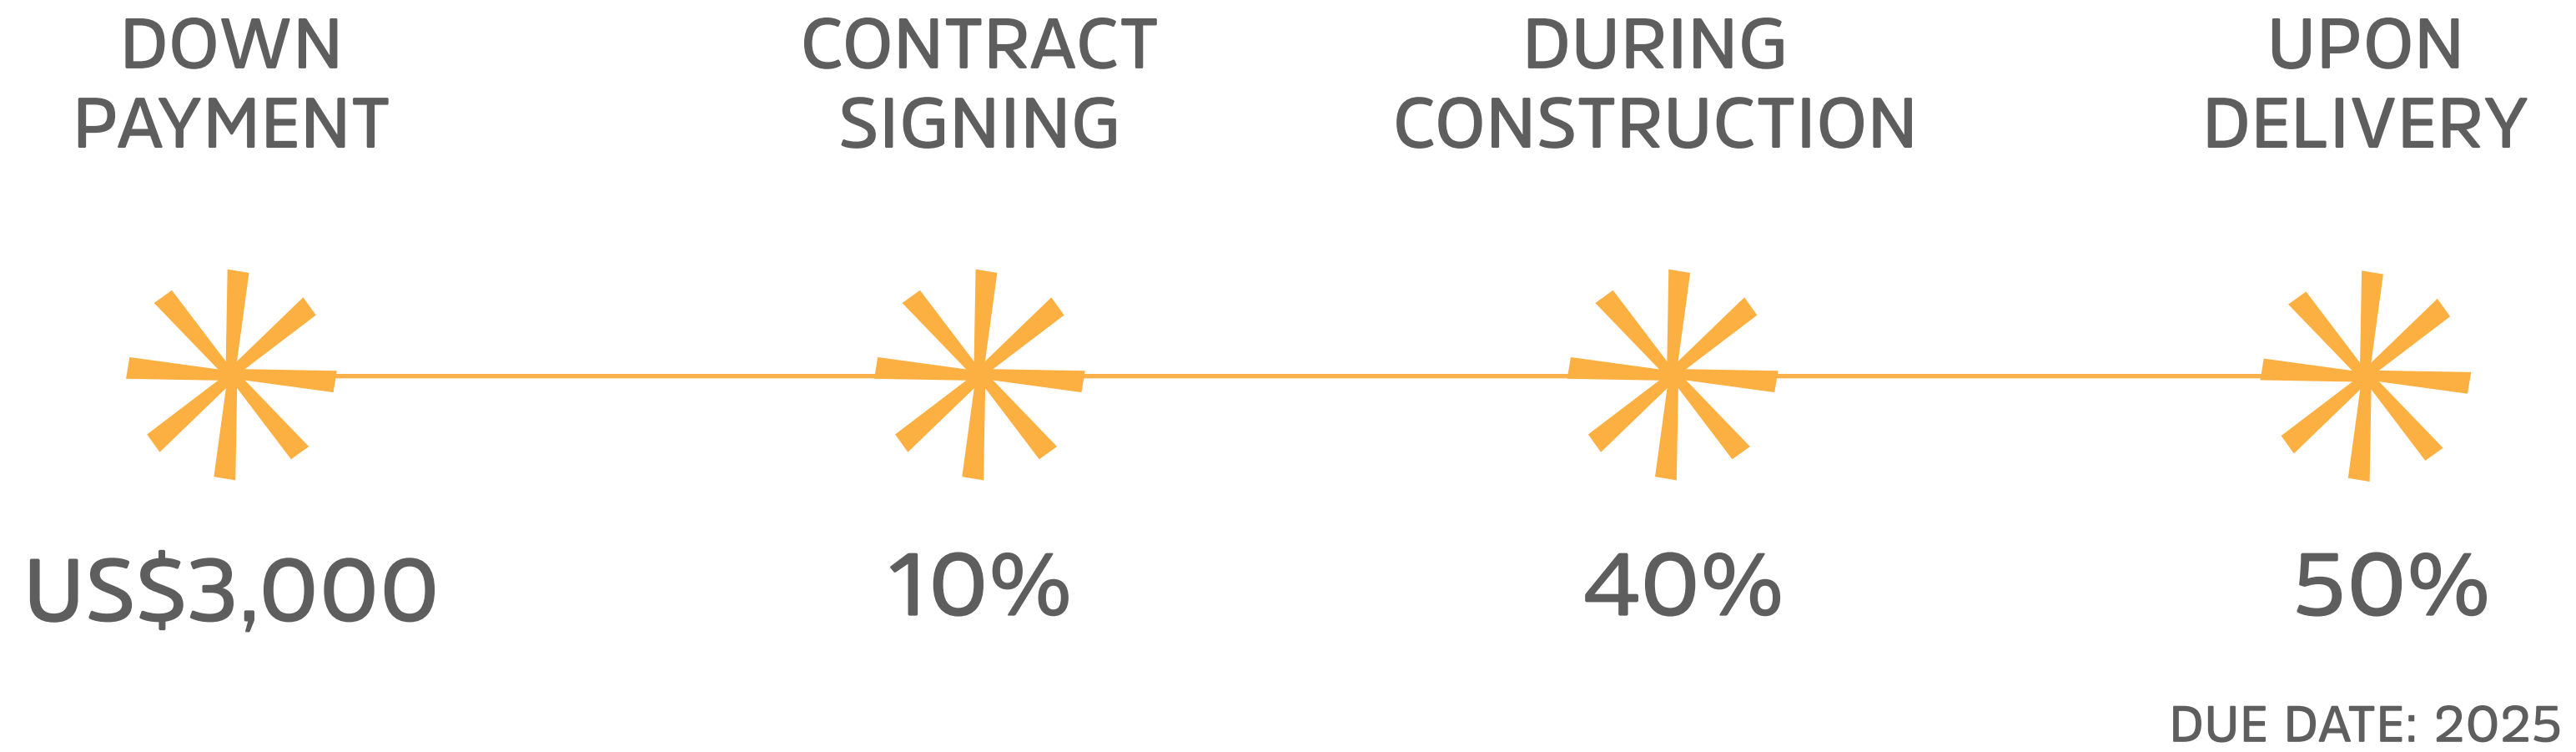 DOWN
PAYMENT
CONTRACT
SIGNING
DURING
CONSTRUCTION
UPON
DELIVERY
US$3,000
10%
40%
50%
DUE DATE: 2025